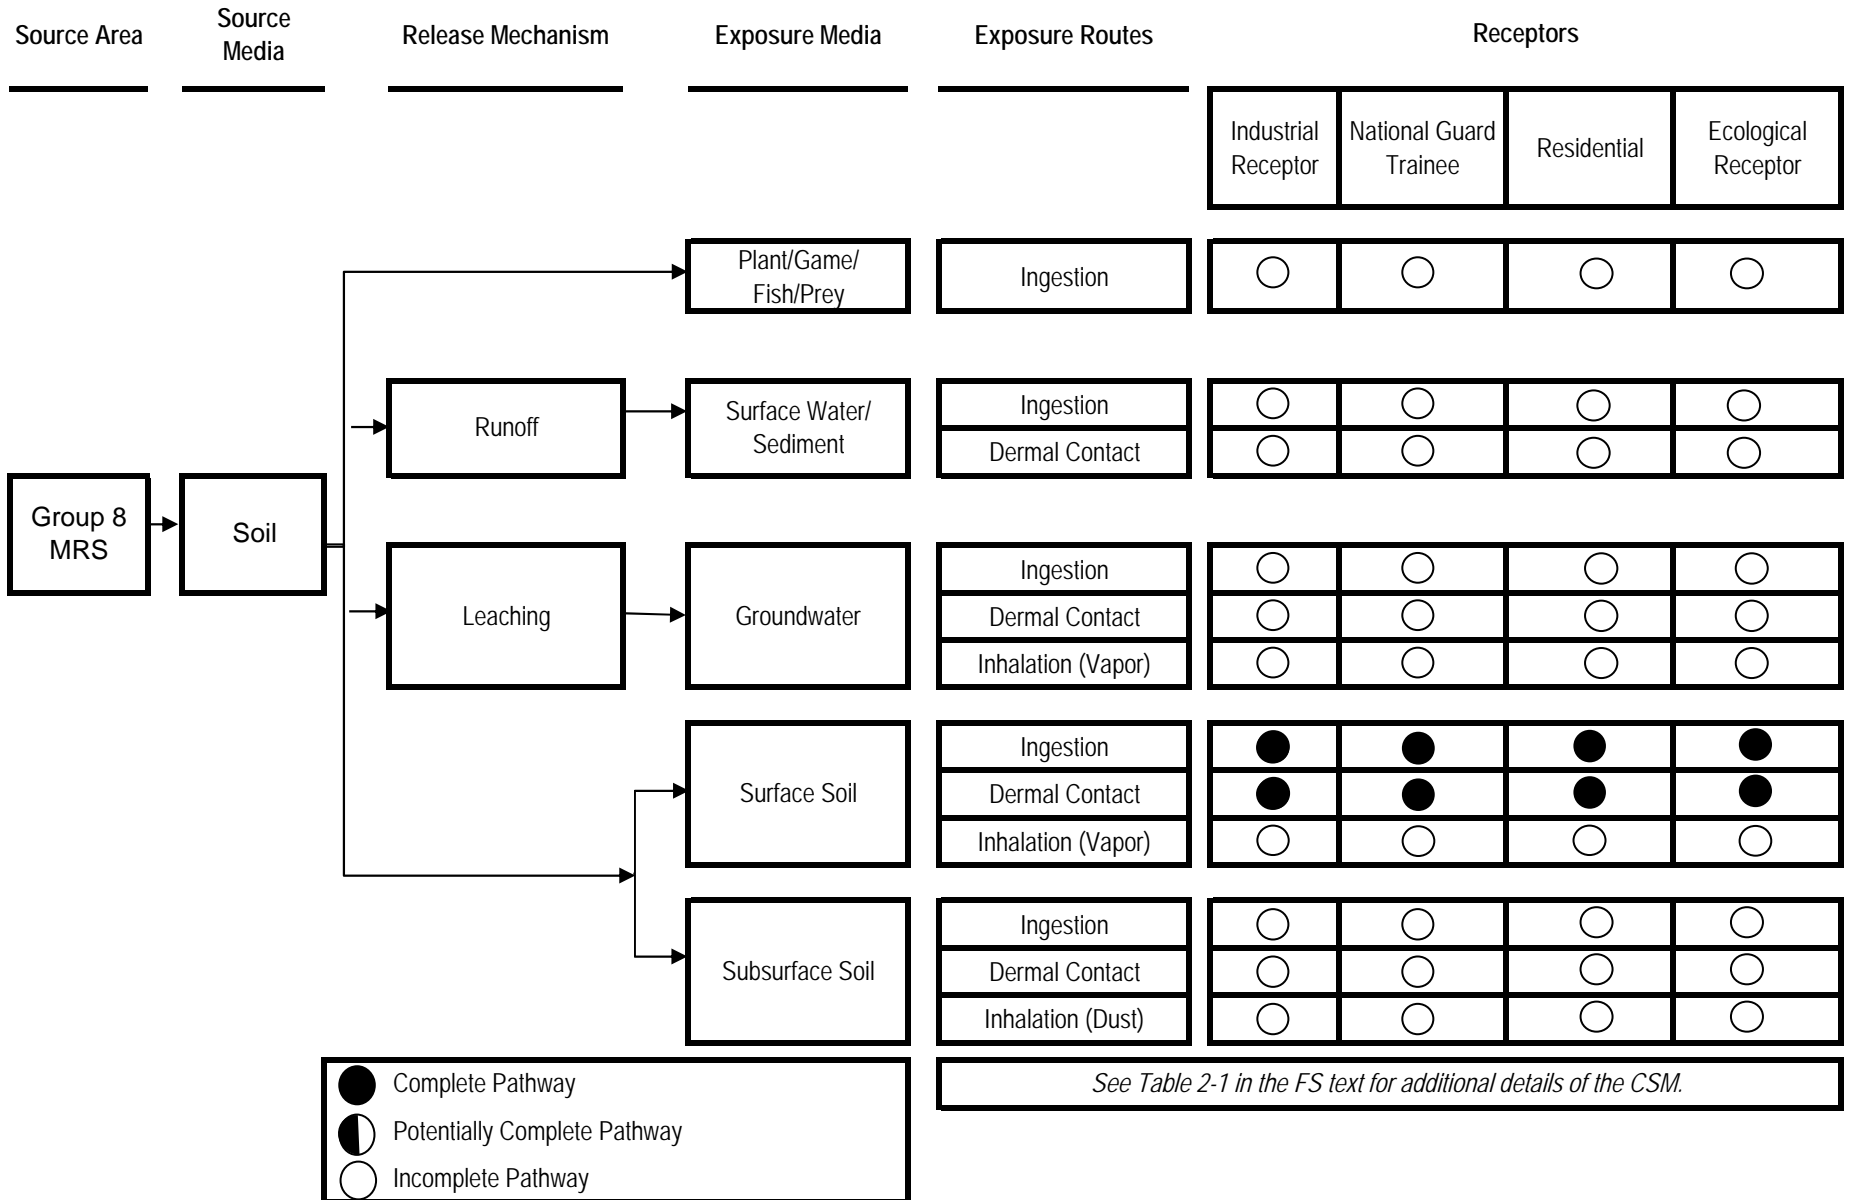 Source Area
Source
Media
Release Mechanism
Exposure Media
Exposure Routes
Receptors
Industrial
Receptor
National Guard
Trainee
Residential
Ecological
Receptor
Plant/Game/
Fish/Prey
Ingestion
Runoff
Surface Water/
Sediment
Ingestion
Dermal Contact
Group 8
MRS
Soil
Leaching
Groundwater
Ingestion
Dermal Contact
Inhalation (Vapor)
Surface Soil
Ingestion
Dermal Contact
Inhalation (Vapor)
Subsurface Soil
Ingestion
Dermal Contact
Inhalation (Dust)
Complete Pathway
Potentially Complete Pathway
Incomplete Pathway
See Table 2-1 in the FS text for additional details of the CSM.